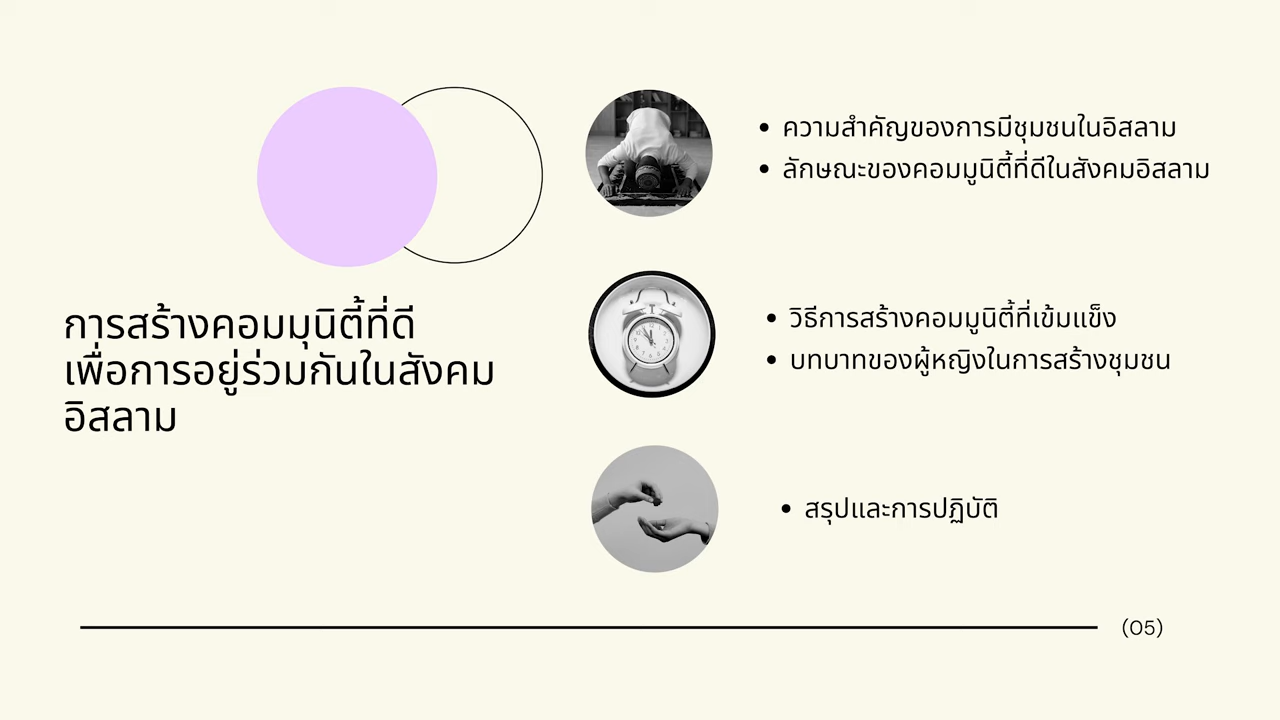 การสร้างคอมมุนิตี้ที่ดี
เพื่อการอยู่ร่วมกันในสังคม
อิสลาม
• ความสำคัญของการมีชุมชนในอิสลาม
• ลักษณะของคอมมูนิตี้ที่ดีในสังคมอิสลาม
• วิธีการสร้างคอมมูนิตี้ที่เข้มแข็ง
• บทบาทของผู้หญิงในการสร้างชุมชน
• สรุปและการปฏิบัติ
(05)